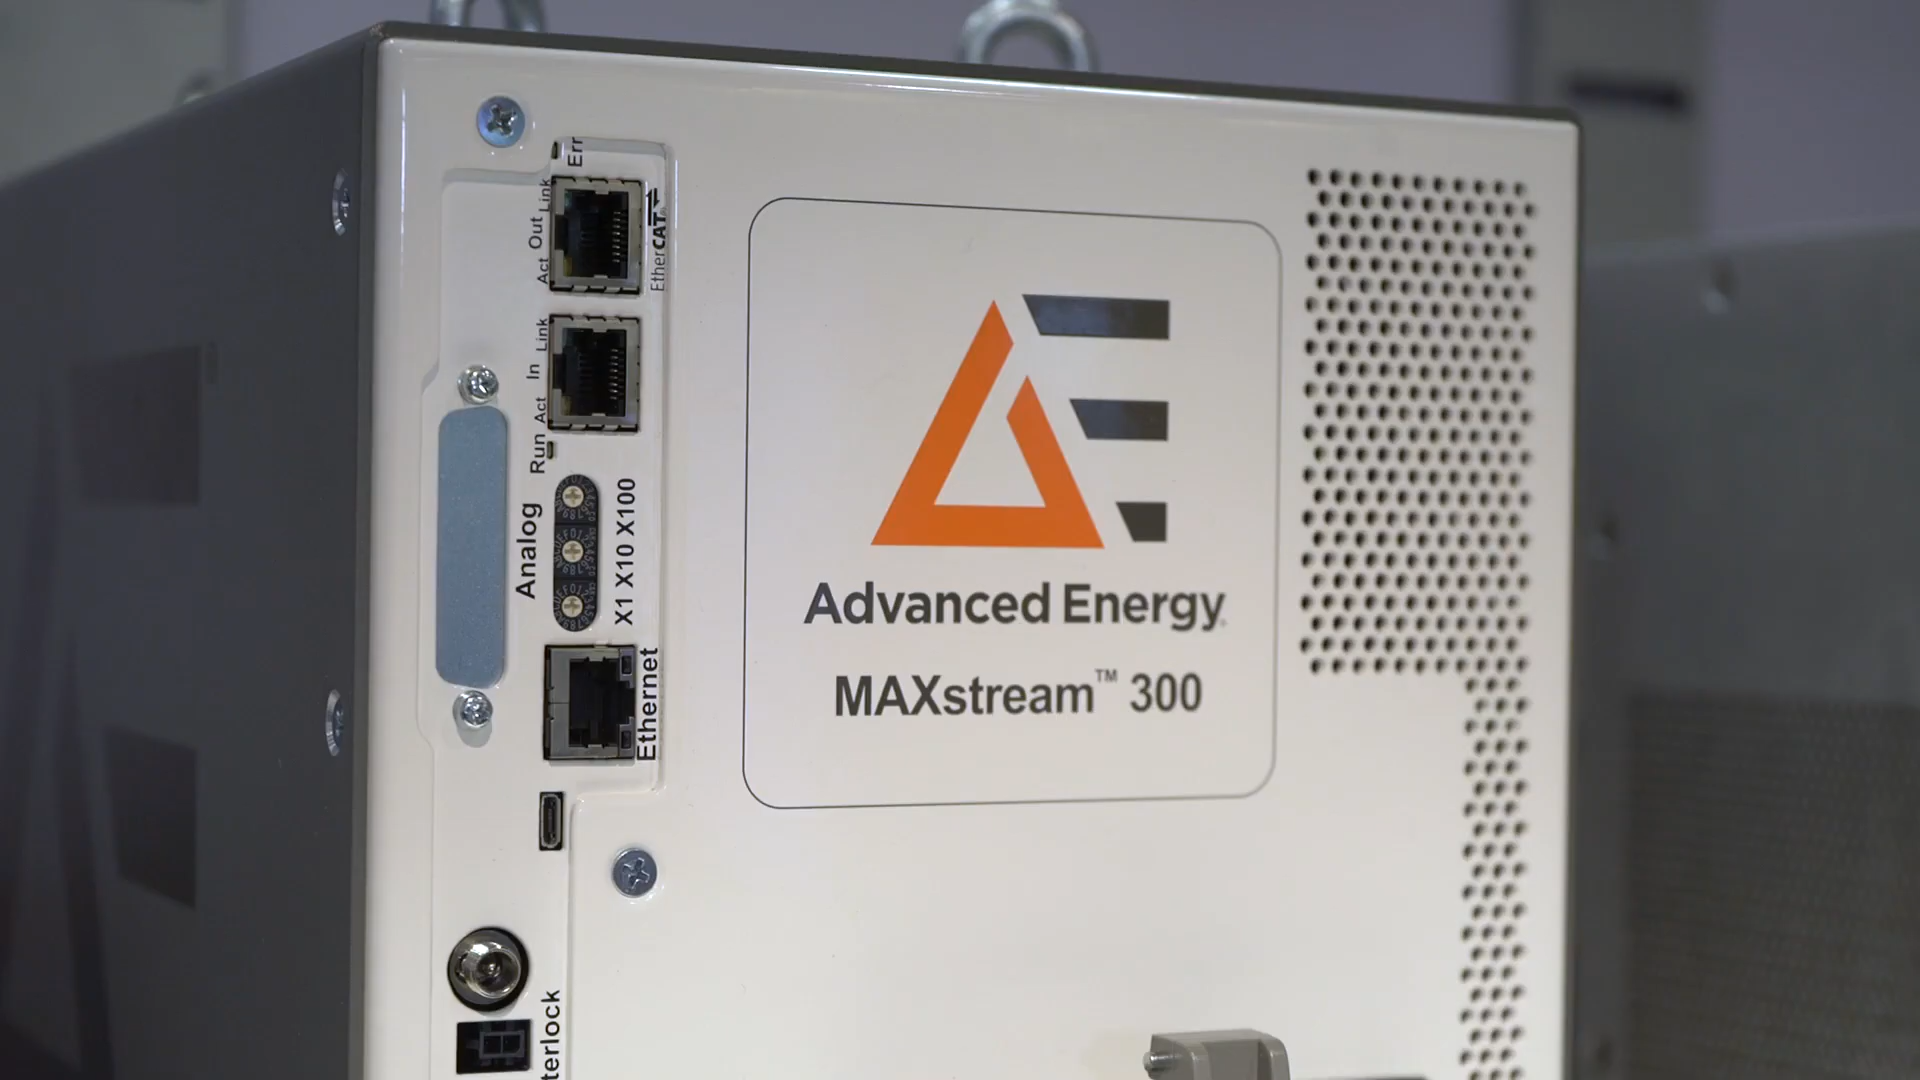 Err
Link
Out
Act
EtherCAT
Link
In
Act
Run
Analog
X1 X10 X100
Ethernet
terlock
AE
Advanced Energy
MAXstream™ 300